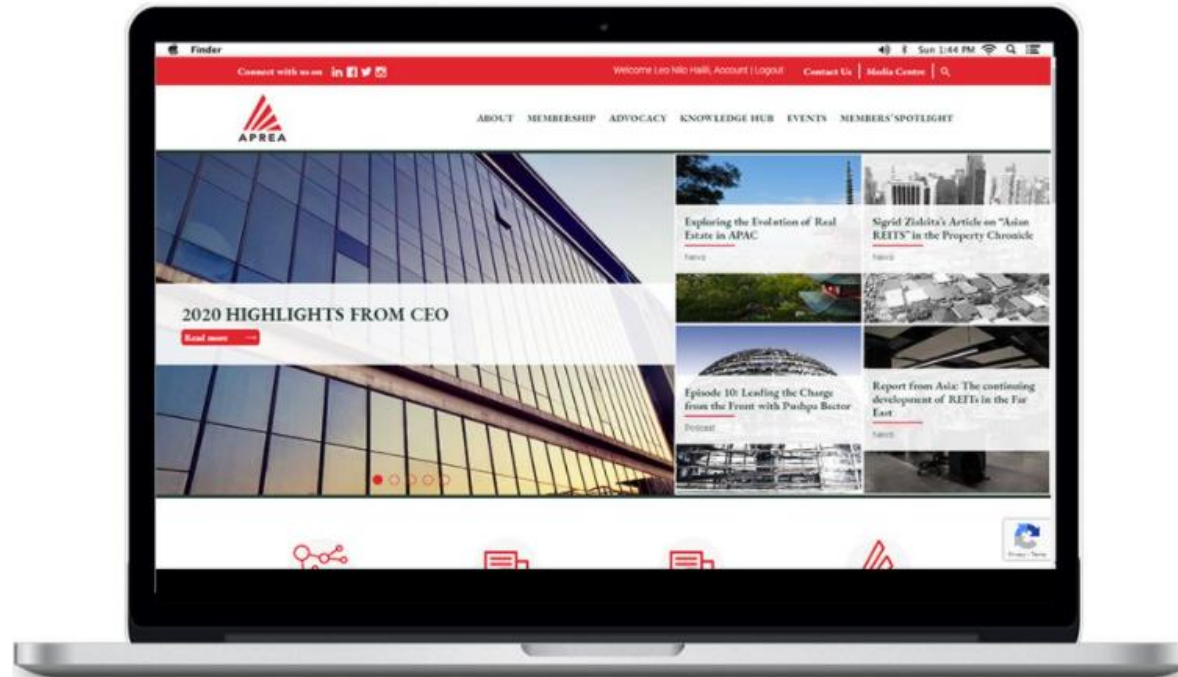 Finder
Sun 1:44 PM
Connect with us on
Welcome Leo Nilo Halili, Account | Logout
Contact Us | Media Centre
APREA
ABOUT MEMBERSHIP ADVOCACY KNOWLEDGE HUB EVENTS MEMBERS' SPOTLIGHT
2020 HIGHLIGHTS FROM CEO
Read more →
Exploring the Evolution of Real
Estate in APAC
News
Sigrid Zialcita's Article on "Asian
REITS" in the Property Chronicle
News
Episode 10: Leading the Charge
from the Front with Pushpa Bector
Podcast
Report from Asia: The continuing
development of REITs in the Far
East
News
Privacy - Terms